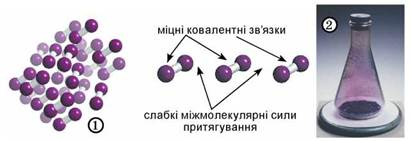 міцні ковалентні зв'язки
слабкі міжмолекулярні сили
притягування
1
2